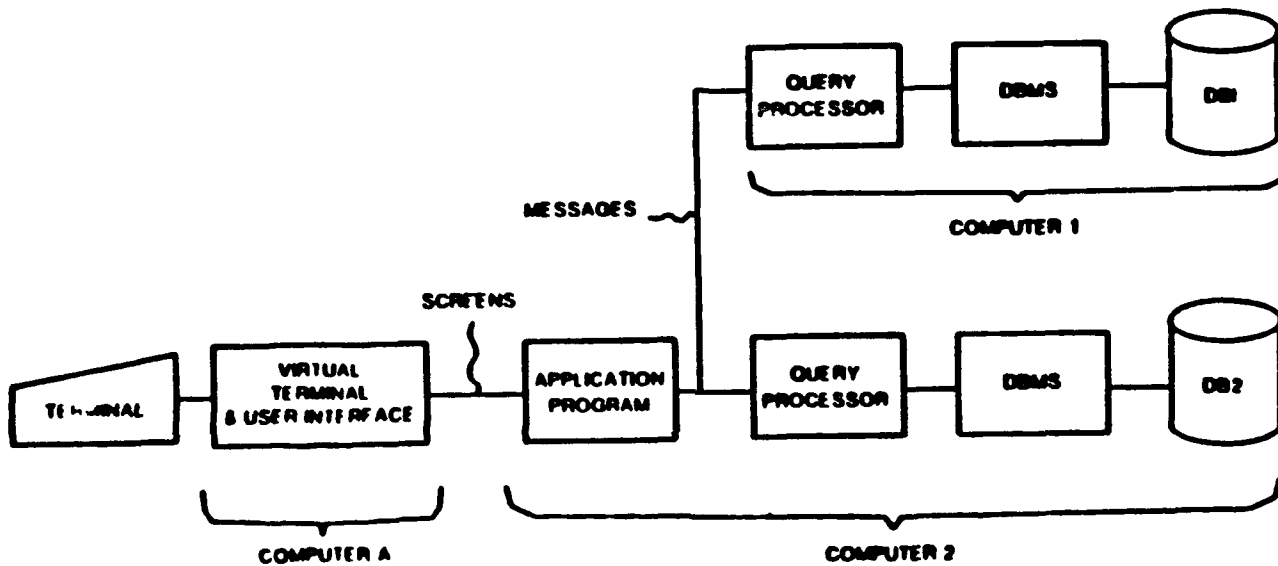 QUERY
PROCESSOR
DBMS
DB1
MESSAGES
COMPUTER 1
SCREENS
TERMINAL
VIRTUAL
TERMINAL
& USER INTERFACE
APPLICATION
PROGRAM
QUERY
PROCESSOR
DBMS
DB2
COMPUTER A
COMPUTER 2